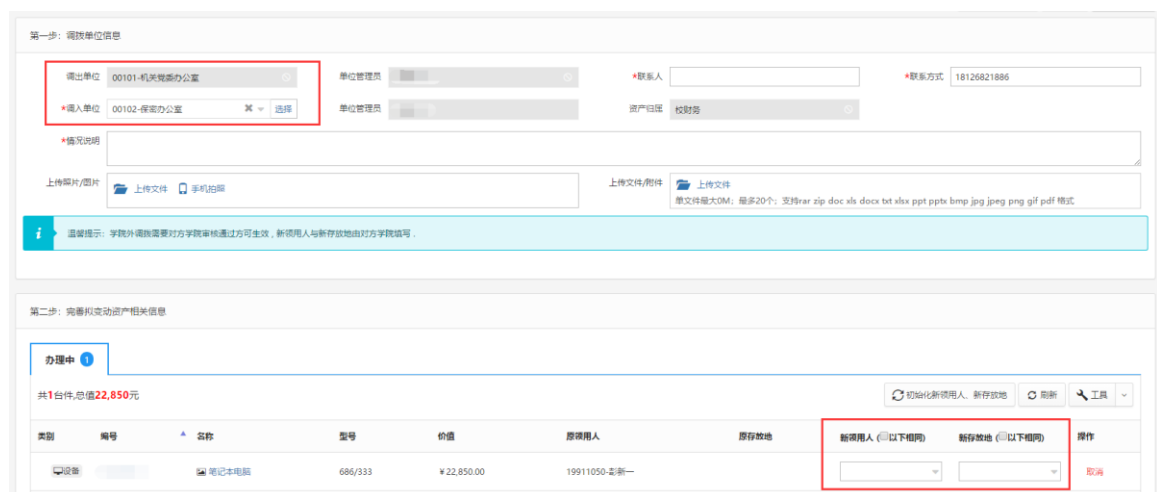 第一步：调拨单位信息
调出单位 00101-机关党委办公室 单位管理员 *联系人 *联系方式 18126821886
*调入单位 00102-保密办公室 选择 单位管理员 资产归属 校财务
*情况说明
上传照片/图片 上传文件 手机拍照 上传文件/附件 上传文件
单文件最大0M；最多20个；支持rar zip doc xls docx txt xlsx ppt pptx bmp jpg jpeg png gif pdf 格式
温馨提示：学院外调拨需要对方学院审核通过方可生效，新领用人与新存放地由对方学院填写．
第二步：完善拟变动资产相关信息
办理中 1
共1台件,总值22,850元 初始化新领用人、新存放地 刷新 工具
类别 编号 名称 型号 价值 原领用人 原存放地 新领用人 (以下相同) 新存放地 (以下相同) 操作
设备 笔记本电脑 686/333 ￥22,850.00 19911050-彭新一 取消